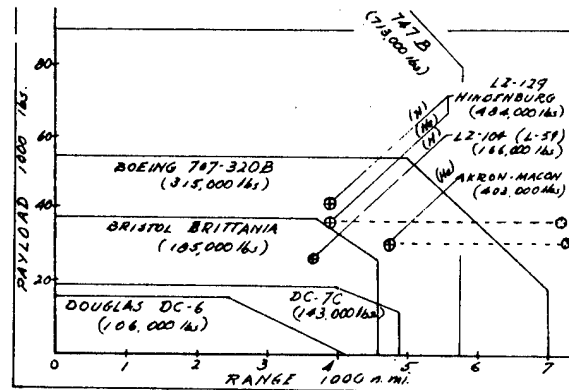 747B
(713,000 lbs)
LZ-129
HINDENBURG
(484,000 lbs)
(H)
(He)
(H)
LZ-104 (L-59)
(166,000 lbs)
(He)
AKRON-MACON
(403,000 lbs)
BOEING 707-320B
(315,000 lbs)
BRISTOL BRITTANIA
(185,000 lbs)
DC-7C
(143,000 lbs)
DOUGLAS DC-6
(106,000 lbs)
PAYLOAD 1000 lbs.
80
60
40
20
0
1
2
3
4
5
6
7
RANGE 1000 n.mi.